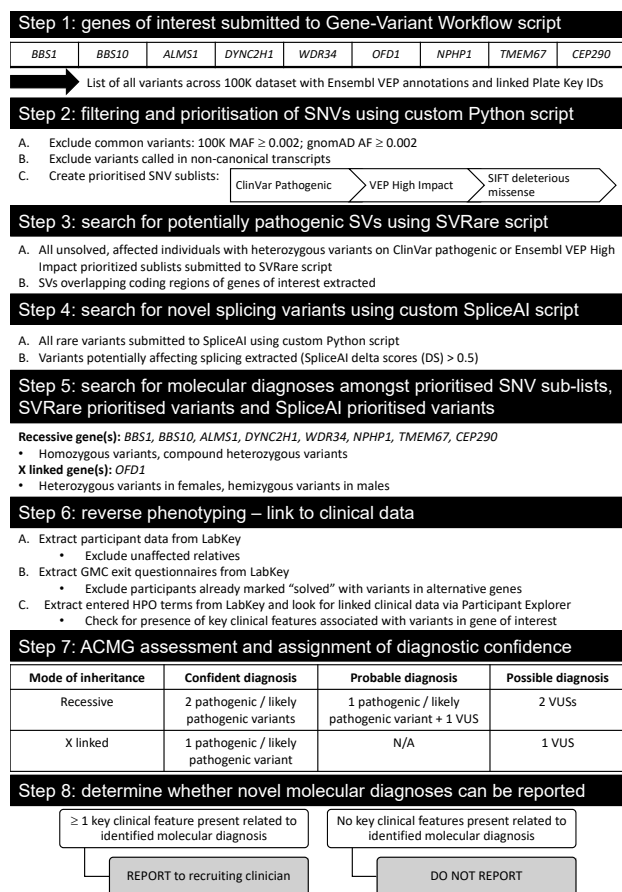 Step 1: genes of interest submitted to Gene-Variant Workflow script
BBS1 BBS10 ALMS1 DYNC2H1 WDR34 OFD1 NPHP1 TMEM67 CEP290
List of all variants across 100K dataset with Ensembl VEP annotations and linked Plate Key IDs
Step 2: filtering and prioritisation of SNVs using custom Python script
A. Exclude common variants: 100K MAF ≥ 0.002; gnomAD AF ≥ 0.002
B. Exclude variants called in non-canonical transcripts
C. Create prioritised SNV sublists:
ClinVar Pathogenic
VEP High Impact
SIFT deleterious
missense
Step 3: search for potentially pathogenic SVs using SVRare script
A. All unsolved, affected individuals with heterozygous variants on ClinVar pathogenic or Ensembl VEP High
Impact prioritized sublists submitted to SVRare script
B. SVs overlapping coding regions of genes of interest extracted
Step 4: search for novel splicing variants using custom SpliceAI script
A. All rare variants submitted to SpliceAI using custom Python script
B. Variants potentially affecting splicing extracted (SpliceAI delta scores (DS) > 0.5)
Step 5: search for molecular diagnoses amongst prioritised SNV sub-lists,
SVRare prioritised variants and SpliceAI prioritised variants
Recessive gene(s): BBS1, BBS10, ALMS1, DYNC2H1, WDR34, NPHP1, TMEM67, CEP290
• Homozygous variants, compound heterozygous variants
X linked gene(s): OFD1
• Heterozygous variants in females, hemizygous variants in males
Step 6: reverse phenotyping – link to clinical data
A. Extract participant data from LabKey
• Exclude unaffected relatives
B. Extract GMC exit questionnaires from LabKey
• Exclude participants already marked “solved” with variants in alternative genes
C. Extract entered HPO terms from LabKey and look for linked clinical data via Participant Explorer
• Check for presence of key clinical features associated with variants in gene of interest
Step 7: ACMG assessment and assignment of diagnostic confidence
Mode of inheritance Confident diagnosis Probable diagnosis Possible diagnosis
Recessive 2 pathogenic / likely 1 pathogenic / likely 2 VUSs
pathogenic variants pathogenic variant + 1 VUS
X linked 1 pathogenic / likely N/A 1 VUS
pathogenic variant
Step 8: determine whether novel molecular diagnoses can be reported
≥ 1 key clinical feature present related to
identified molecular diagnosis
No key clinical features present related to
identified molecular diagnosis
REPORT to recruiting clinician
DO NOT REPORT